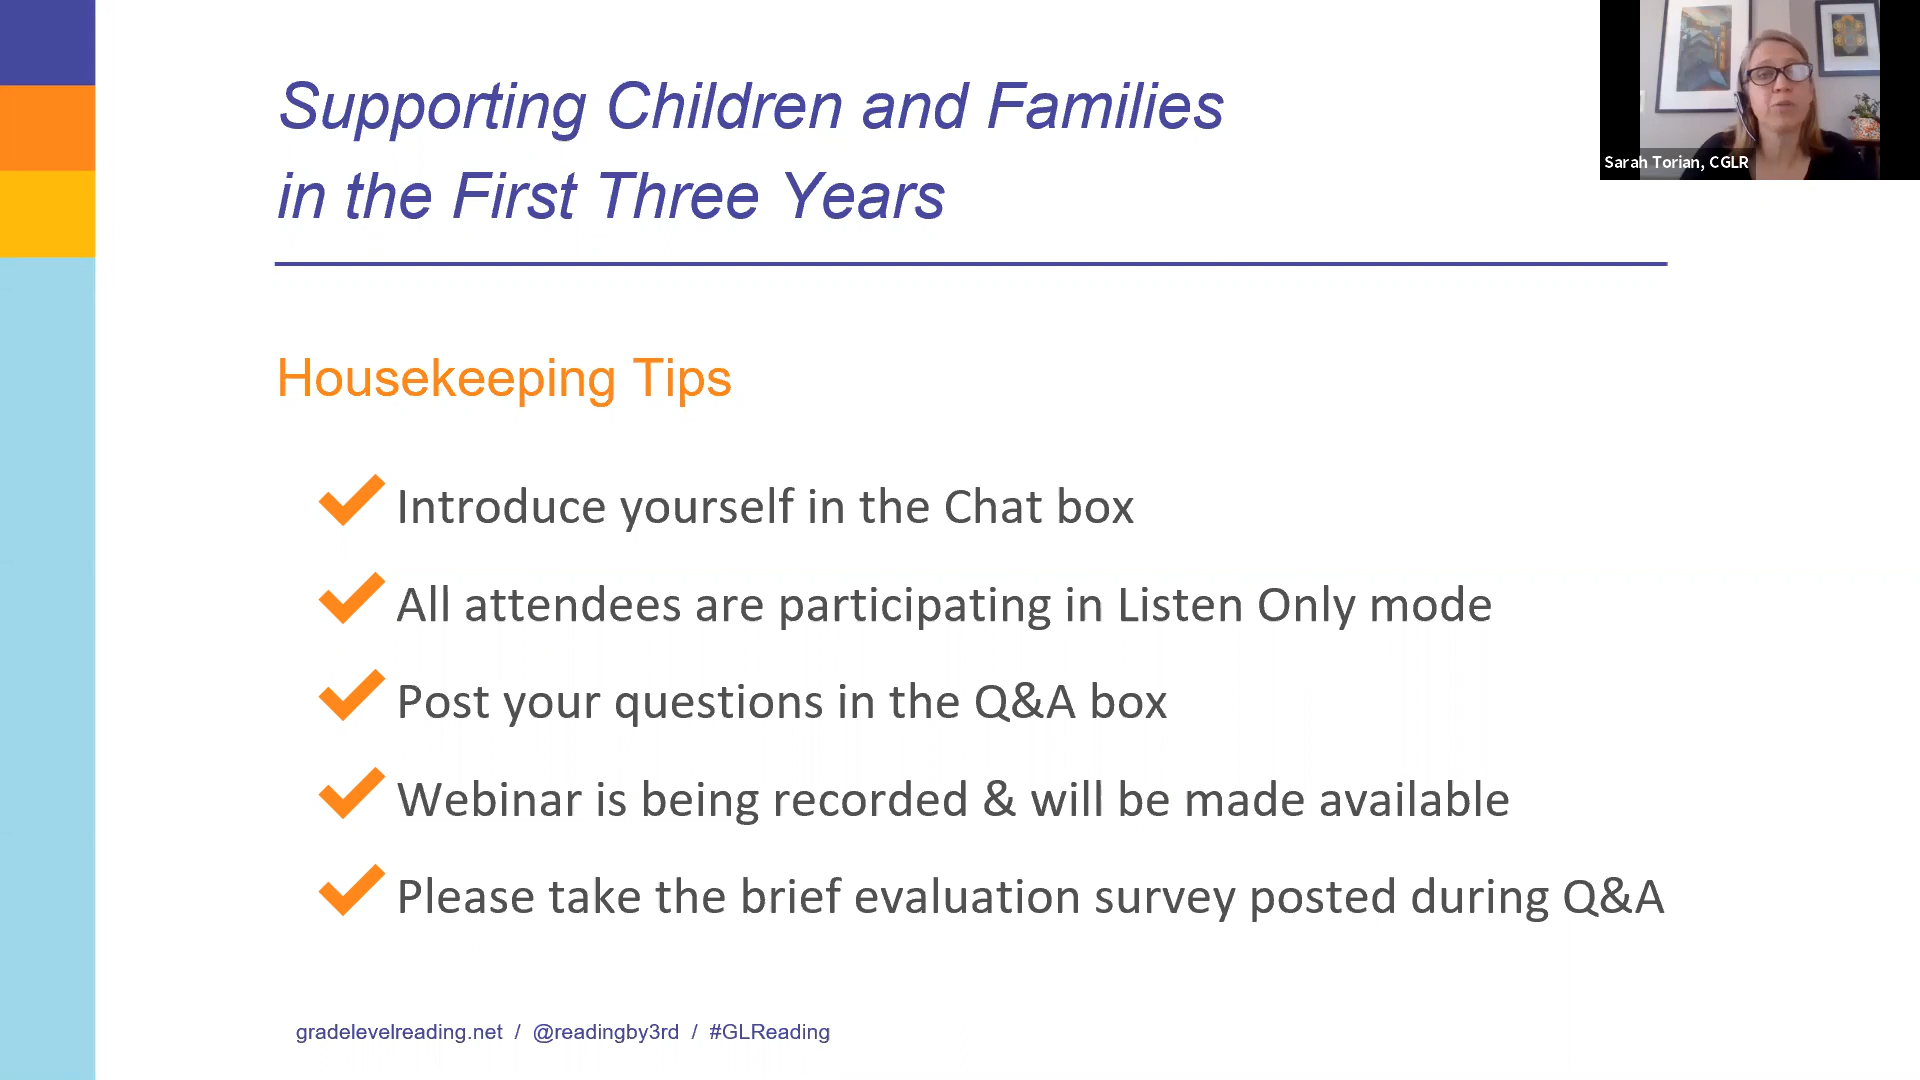 Supporting Children and Families
in the First Three Years
Sarah Torian, CGLR
Housekeeping Tips
Introduce yourself in the Chat box
All attendees are participating in Listen Only mode
Post your questions in the Q&A box
Webinar is being recorded & will be made available
Please take the brief evaluation survey posted during Q&A
gradelevelreading.net / @readingby3rd / #GLReading